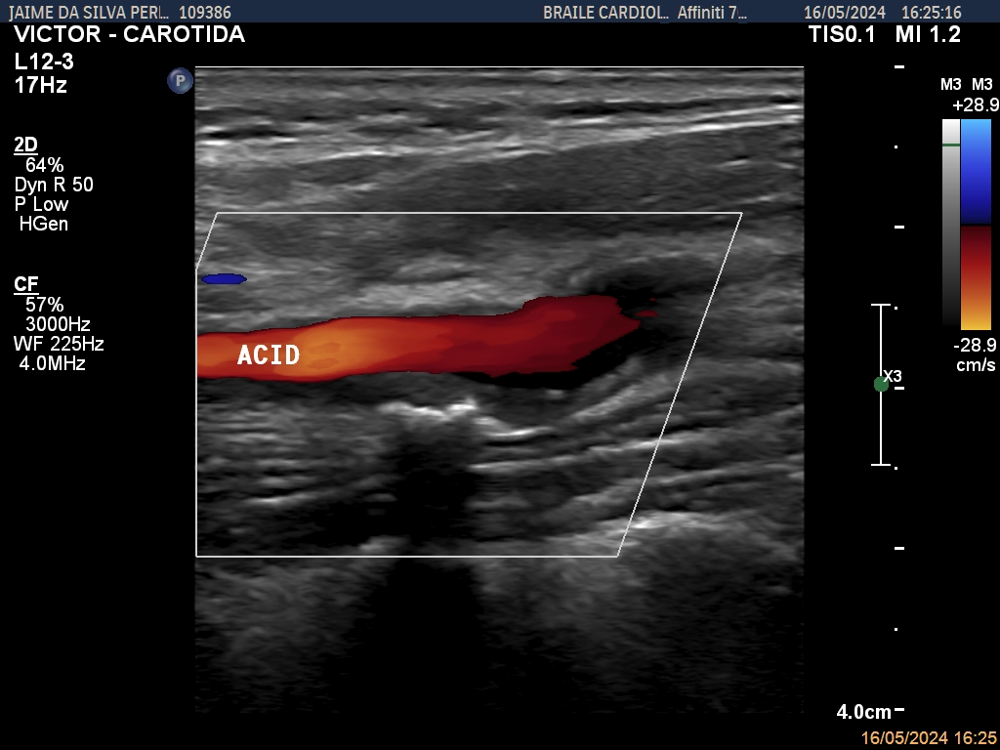 JAIME DA SILVA PERI... 109386 BRAILE CARDIOL... Affiniti 7... 16/05/2024 16:25:16
VICTOR - CAROTIDA TIS0.1 MI 1.2
L12-3
17Hz
P
M3 M3
+28.9
2D
64%
Dyn R 50
P Low
HGen
CF
57%
3000Hz
WF 225Hz
4.0MHz
-28.9
cm/s
ACID
X3
4.0cm
16/05/2024 16:25